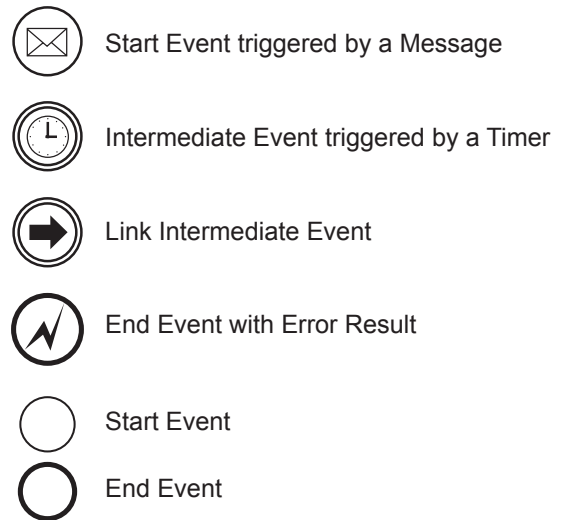 Start Event triggered by a Message
Intermediate Event triggered by a Timer
Link Intermediate Event
End Event with Error Result
Start Event
End Event